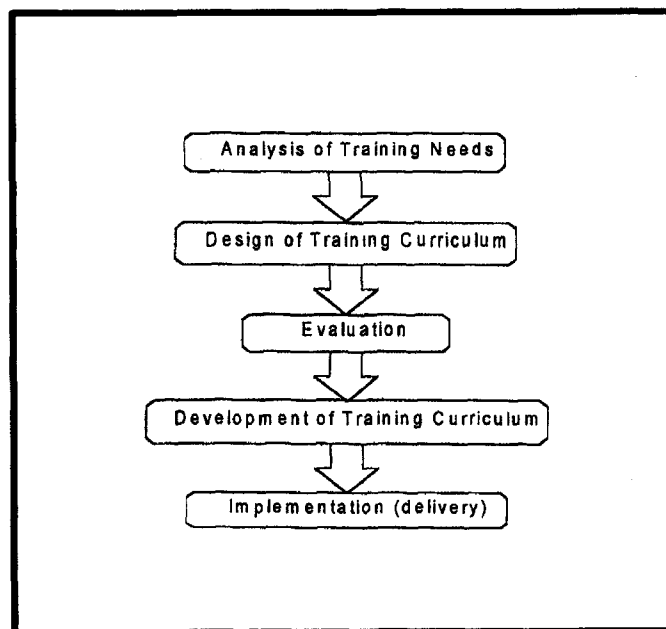 Analysis of Training Needs
Design of Training Curriculum
Evaluation
Development of Training Curriculum
Implementation (delivery)